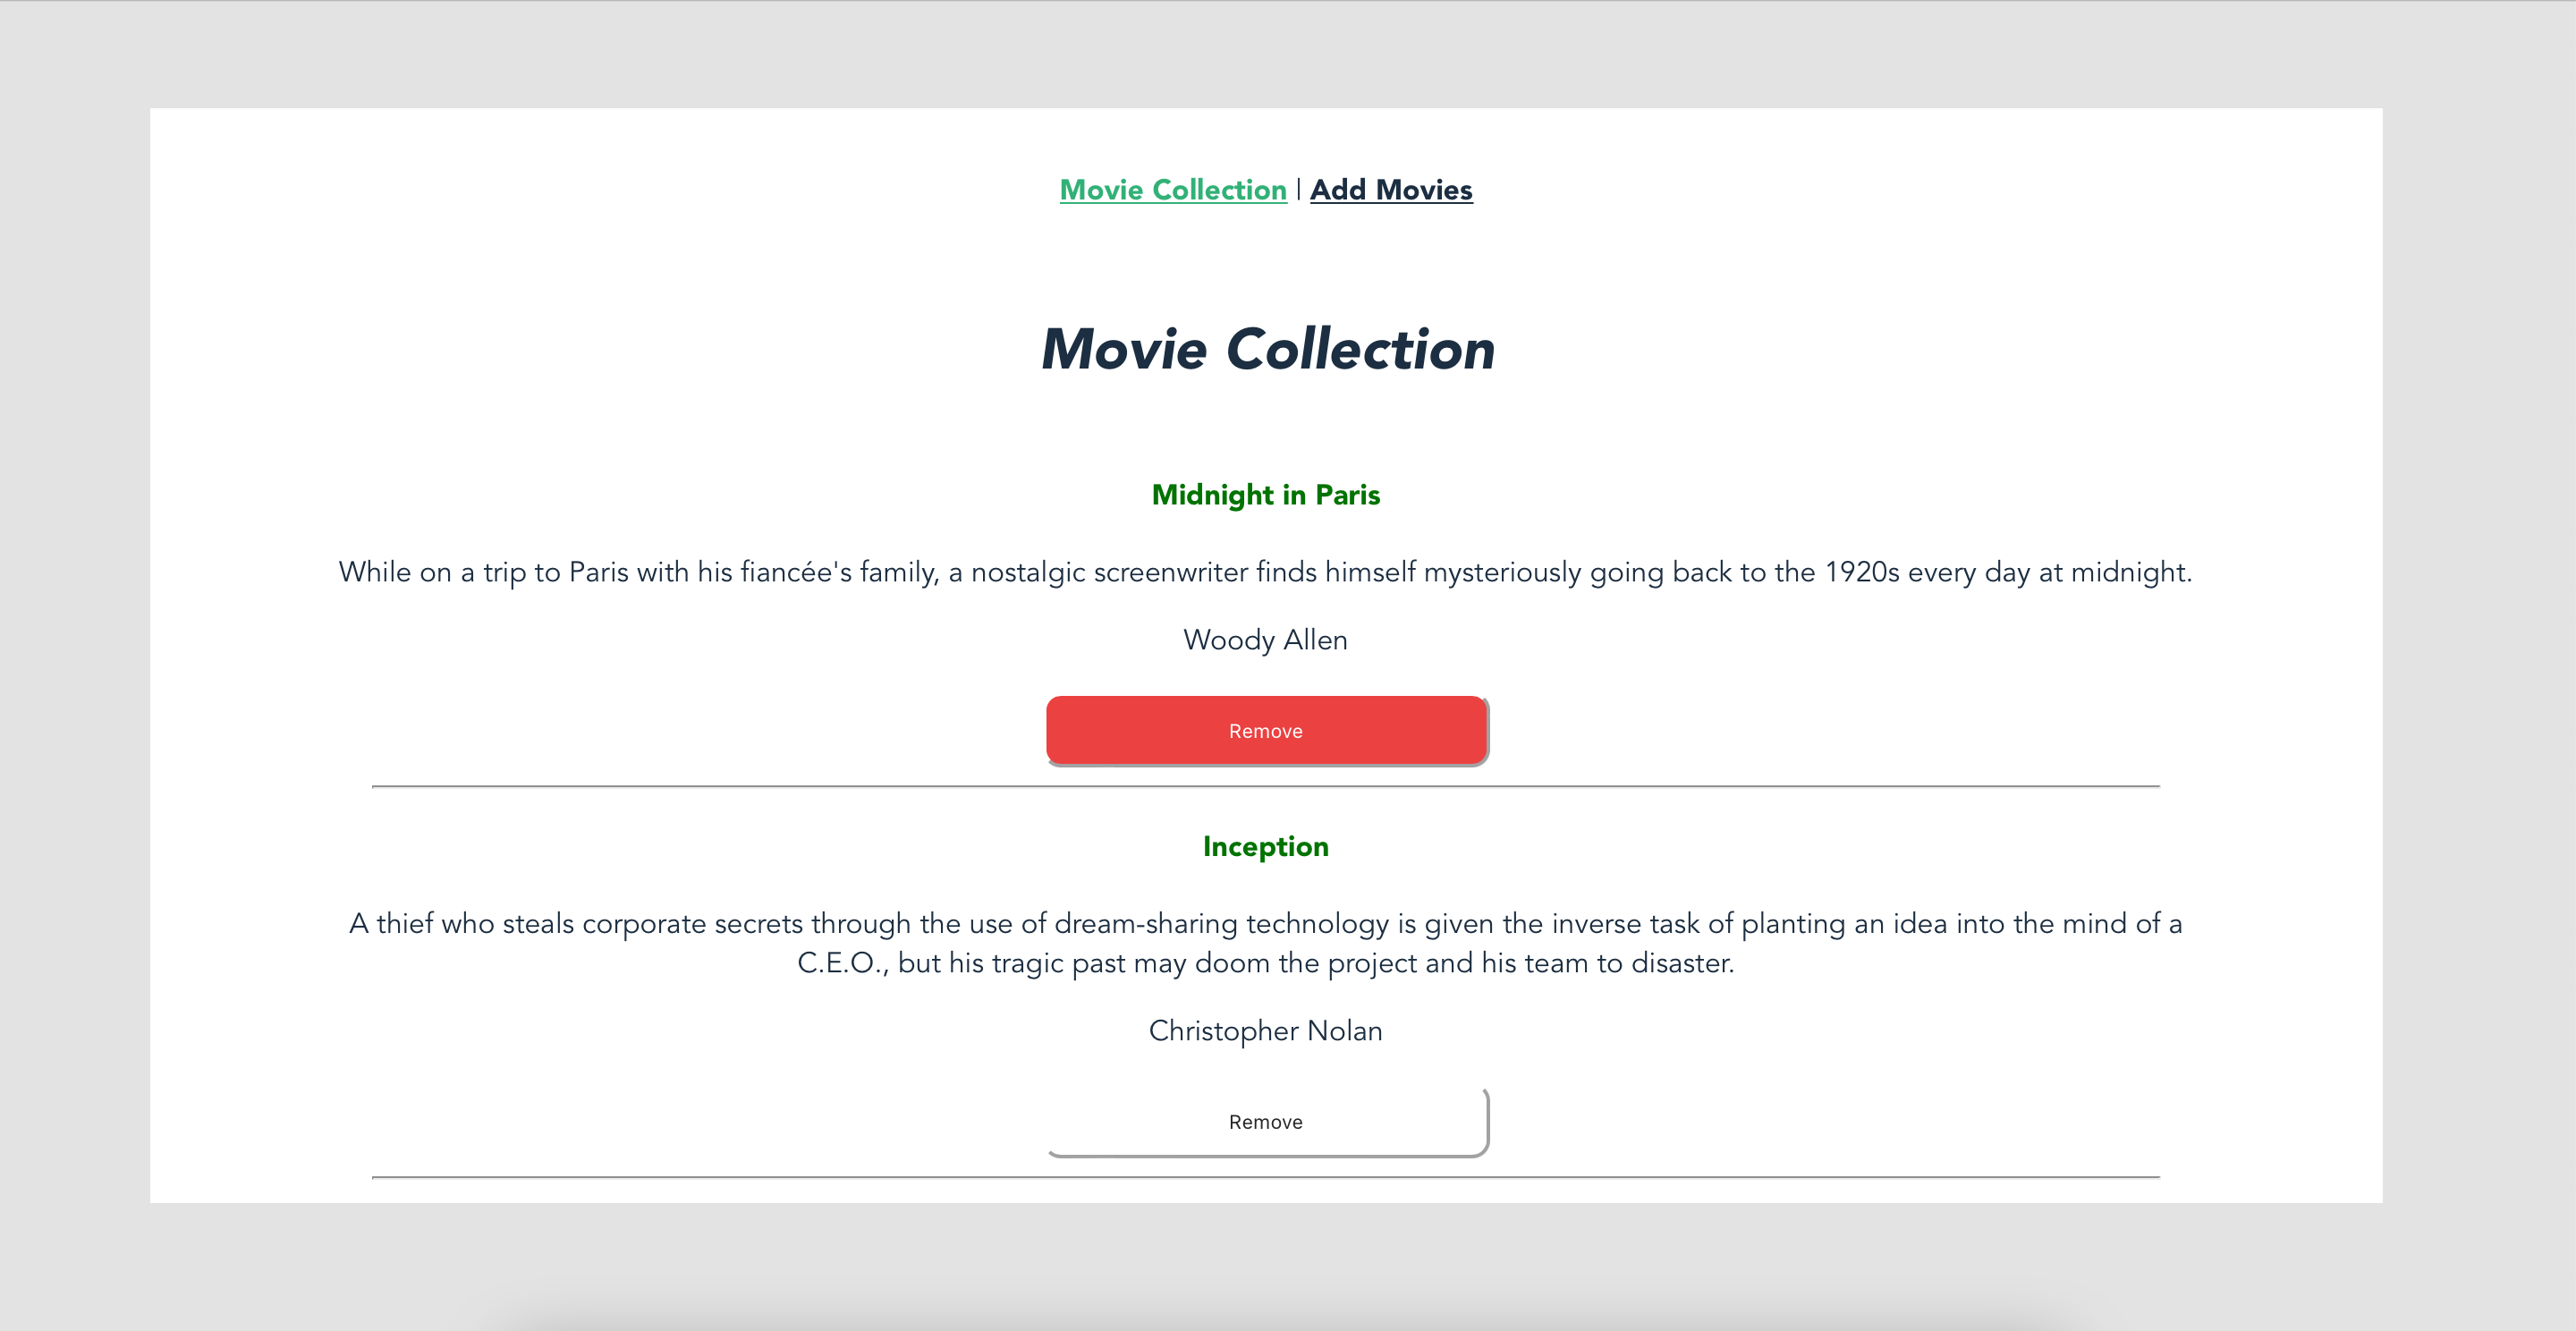 Movie Collection | Add Movies
Movie Collection
Midnight in Paris
While on a trip to Paris with his fiancée's family, a nostalgic screenwriter finds himself mysteriously going back to the 1920s every day at midnight.
Woody Allen
Remove
Inception
A thief who steals corporate secrets through the use of dream-sharing technology is given the inverse task of planting an idea into the mind of a
C.E.O., but his tragic past may doom the project and his team to disaster.
Christopher Nolan
Remove